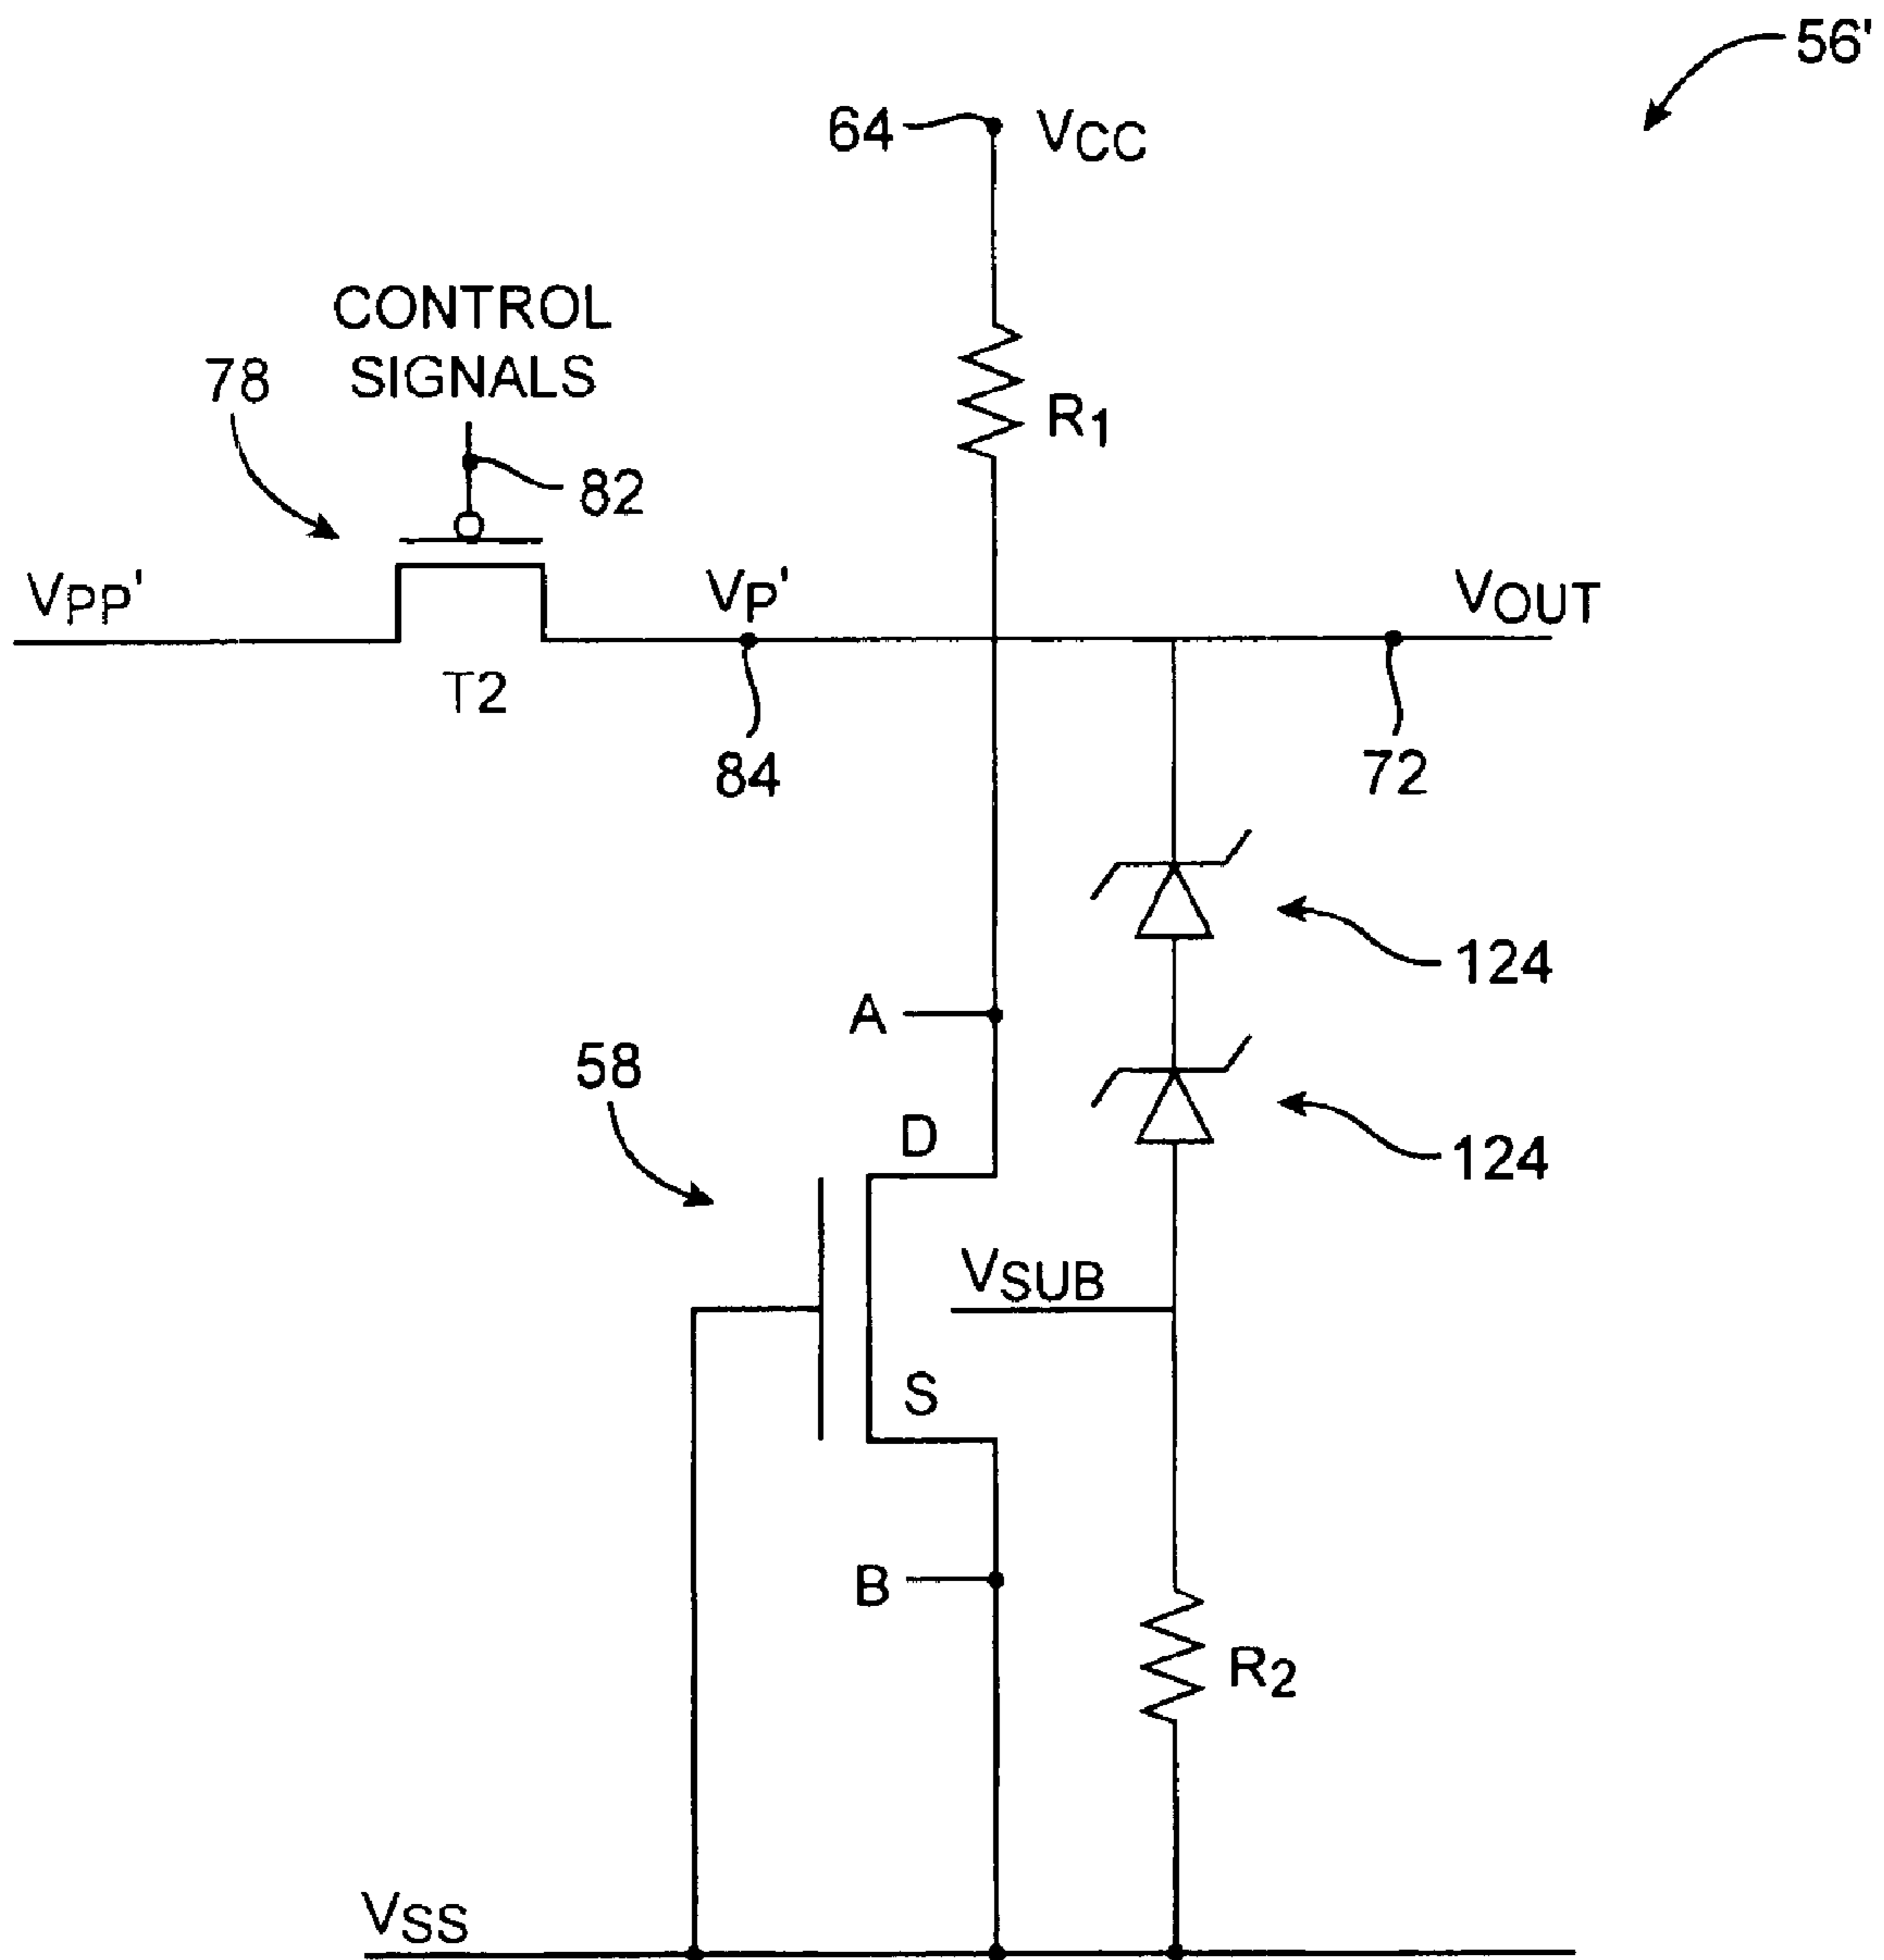 56'
64
VCC
CONTROL
SIGNALS
78
82
R1
VPP'
VP'
VOUT
T2
84
72
124
A
58
D
124
VSUB
S
B
R2
VSS